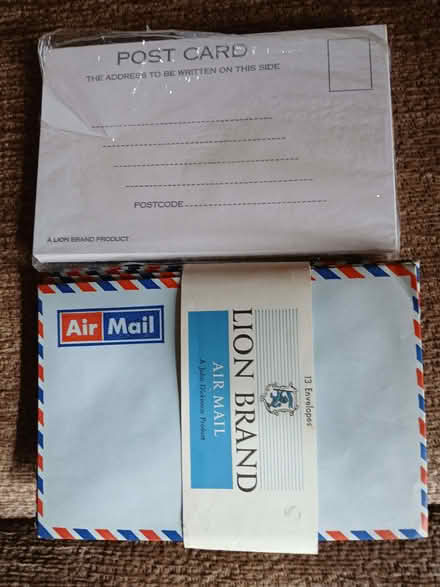 POST CARD
THE ADDRESS TO BE WRITTEN ON THIS SIDE
POSTCODE
A LION BRAND PRODUCT
Air Mail
13 Envelopes
LION BRAND
AIR MAIL
A John Dickinson Product